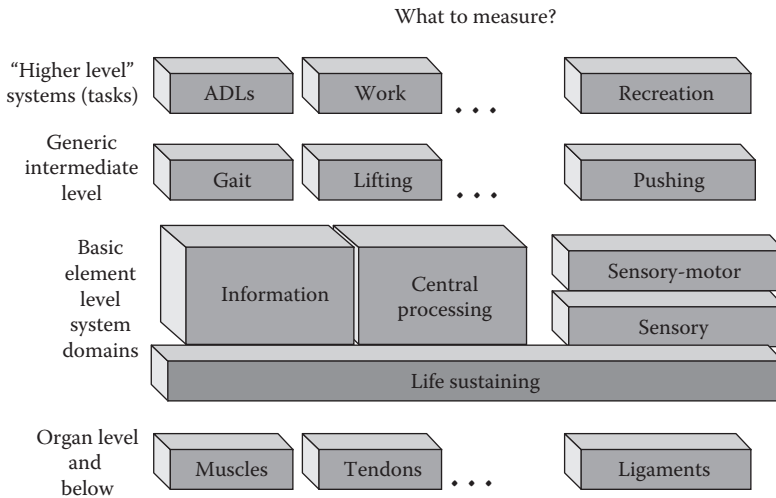 What to measure?
“Higher level”
systems (tasks)
ADLs
Work
...
Recreation
Generic
intermediate
level
Gait
Lifting
...
Pushing
Basic
element
level
system
domains
Information
Central
processing
Sensory-motor
Sensory
Life sustaining
Organ level
and
below
Muscles
Tendons
...
Ligaments